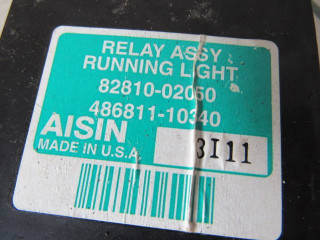 RELAY ASSY
RUNNING LIGHT
82810-02050
486811-10340
AISIN
MADE IN U.S.A.
3I11